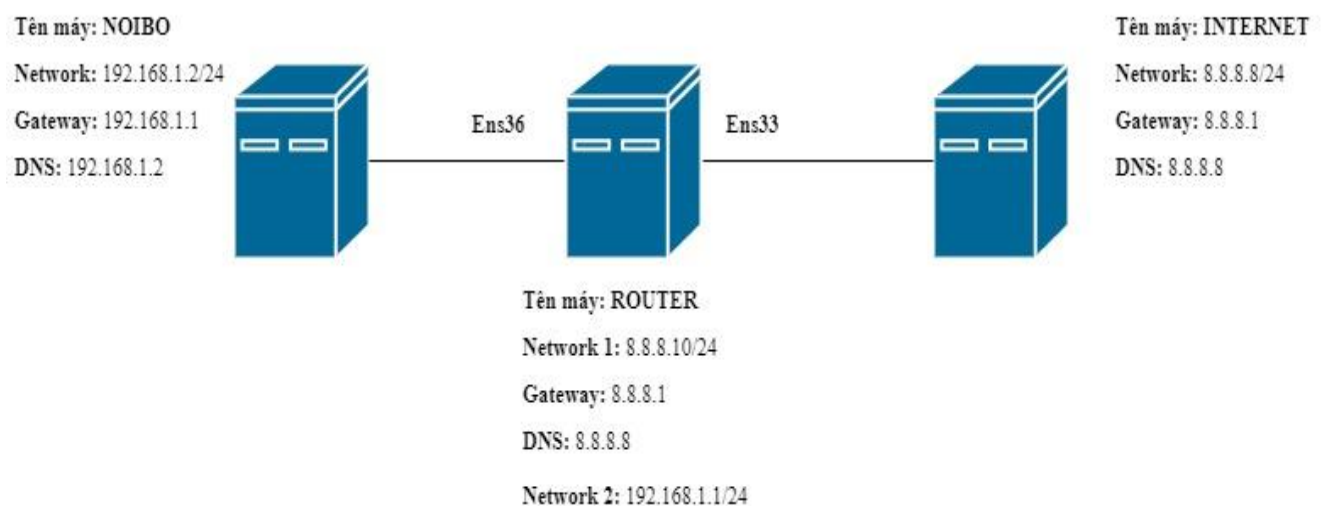 Tên máy: NOIBO
Network: 192.168.1.2/24
Gateway: 192.168.1.1
DNS: 192.168.1.2
Ens36
Ens33
Tên máy: INTERNET
Network: 8.8.8.8/24
Gateway: 8.8.8.1
DNS: 8.8.8.8
Tên máy: ROUTER
Network 1: 8.8.8.10/24
Gateway: 8.8.8.1
DNS: 8.8.8.8
Network 2: 192.168.1.1/24